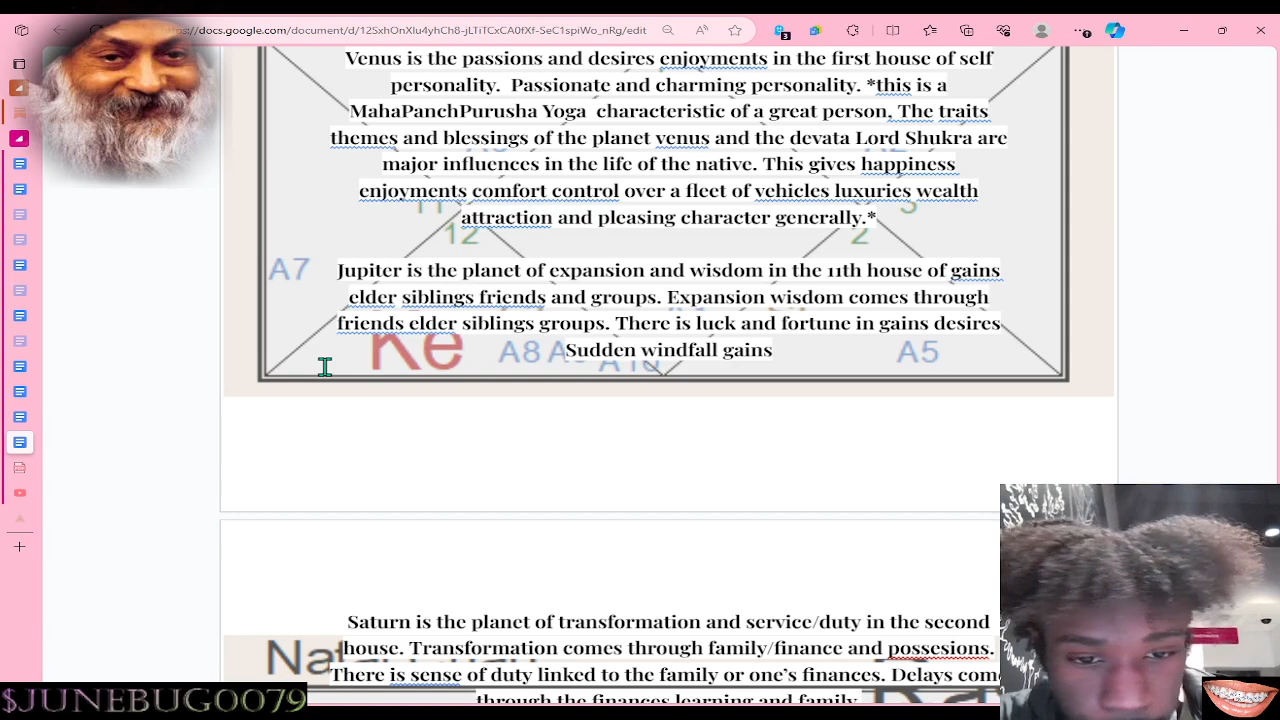 https://docs.google.com/document/d/12SxhOnXlu4yhCh8-jLTiTCxCA0fXf-SeC1spiWo_nRg/edit
Venus is the passions and desires enjoyments in the first house of self
personality.  Passionate and charming personality. *this is a
MahaPanchPurusha Yoga  characteristic of a great person. The traits
themes and blessings of the planet venus and the devata Lord Shukra are
major influences in the life of the native. This gives happiness
enjoyments comfort control over a fleet of vehicles luxuries wealth
attraction and pleasing character generally.*
12
2
A7
Jupiter is the planet of expansion and wisdom in the 11th house of gains
elder siblings friends and groups. Expansion wisdom comes through
friends elder siblings groups. There is luck and fortune in gains desires
Sudden windfall gains
Ke
A8
A5
Saturn is the planet of transformation and service/duty in the second
house. Transformation comes through family/finance and possesions.
There is sense of duty linked to the family or one's finances. Delays com
through the finances learning and family
$JUNEBUG0079